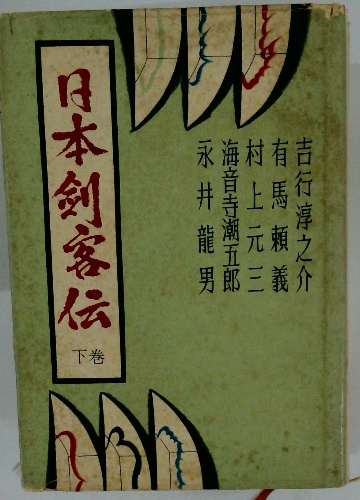 日本剣客伝
下巻
吉行淳之介
有馬頼義
村上元三
海音寺潮五郎
永井龍男